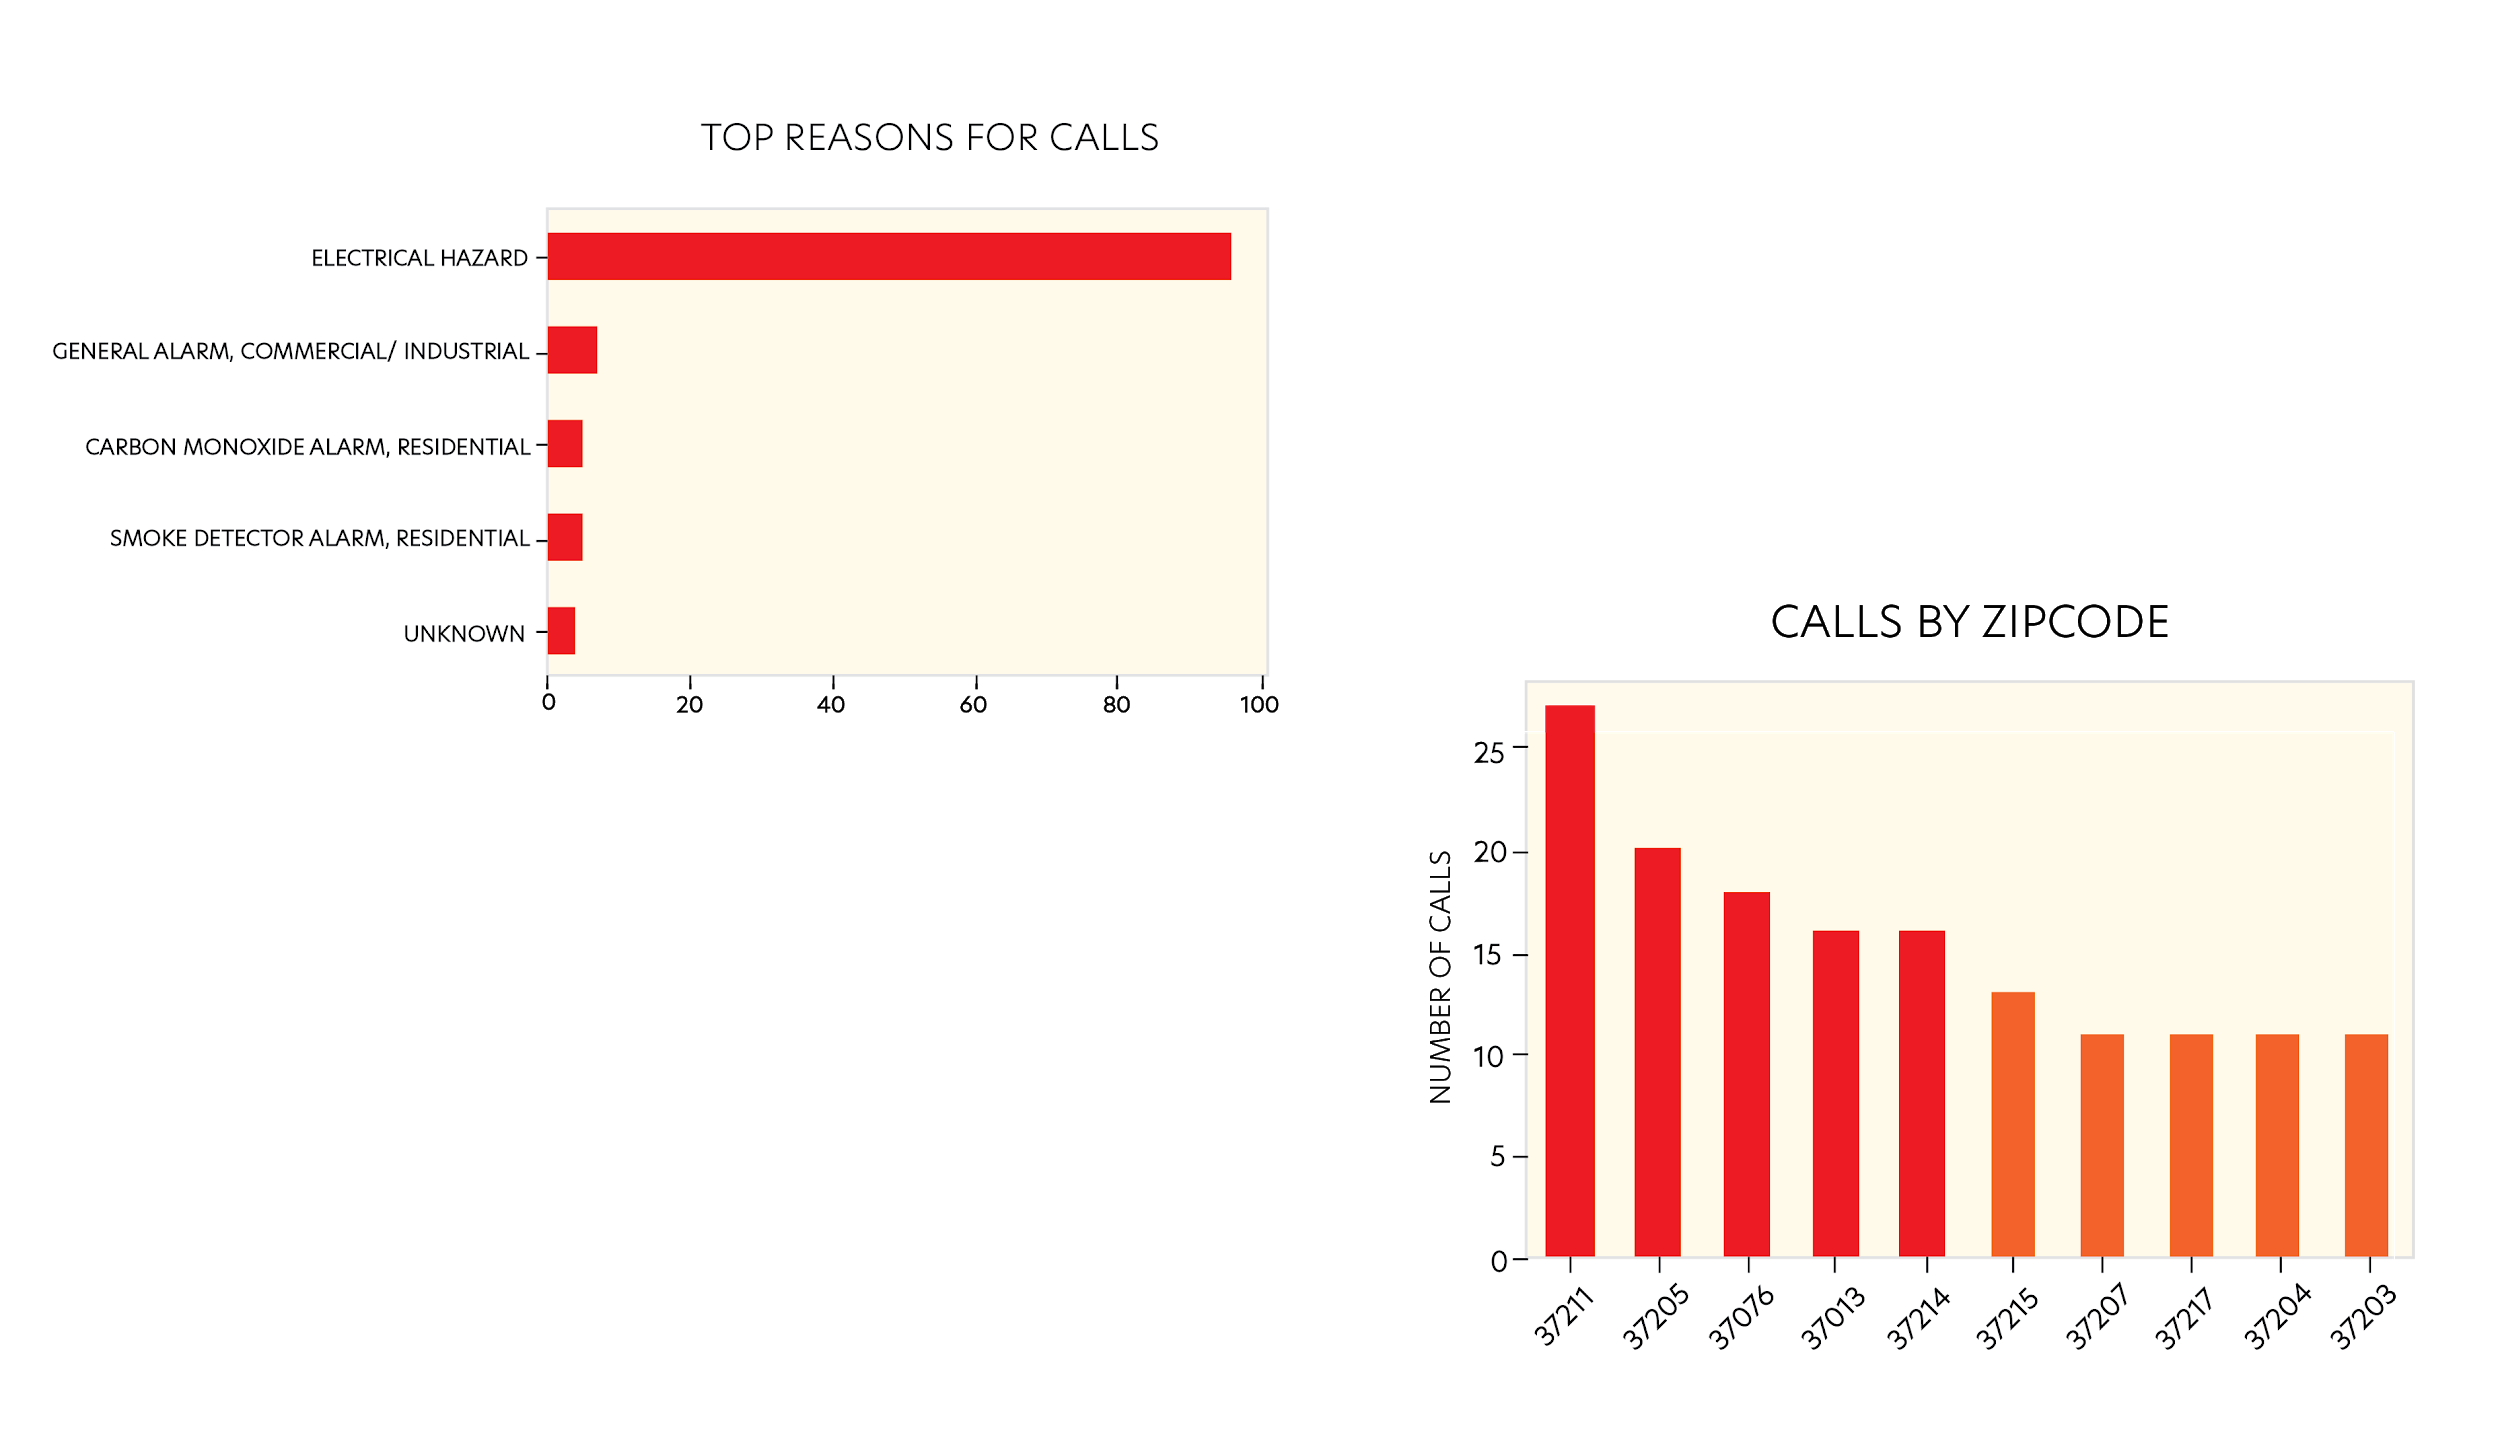 TOP REASONS FOR CALLS
ELECTRICAL HAZARD
GENERAL ALARM, COMMERCIAL/ INDUSTRIAL
CARBON MONOXIDE ALARM, RESIDENTIAL
SMOKE DETECTOR ALARM, RESIDENTIAL
UNKNOWN
0 20 40 60 80 100
CALLS BY ZIPCODE
NUMBER OF CALLS
25
20
15
10
5
0
37211 37205 37076 37013 37214 37215 37207 37217 37204 37203